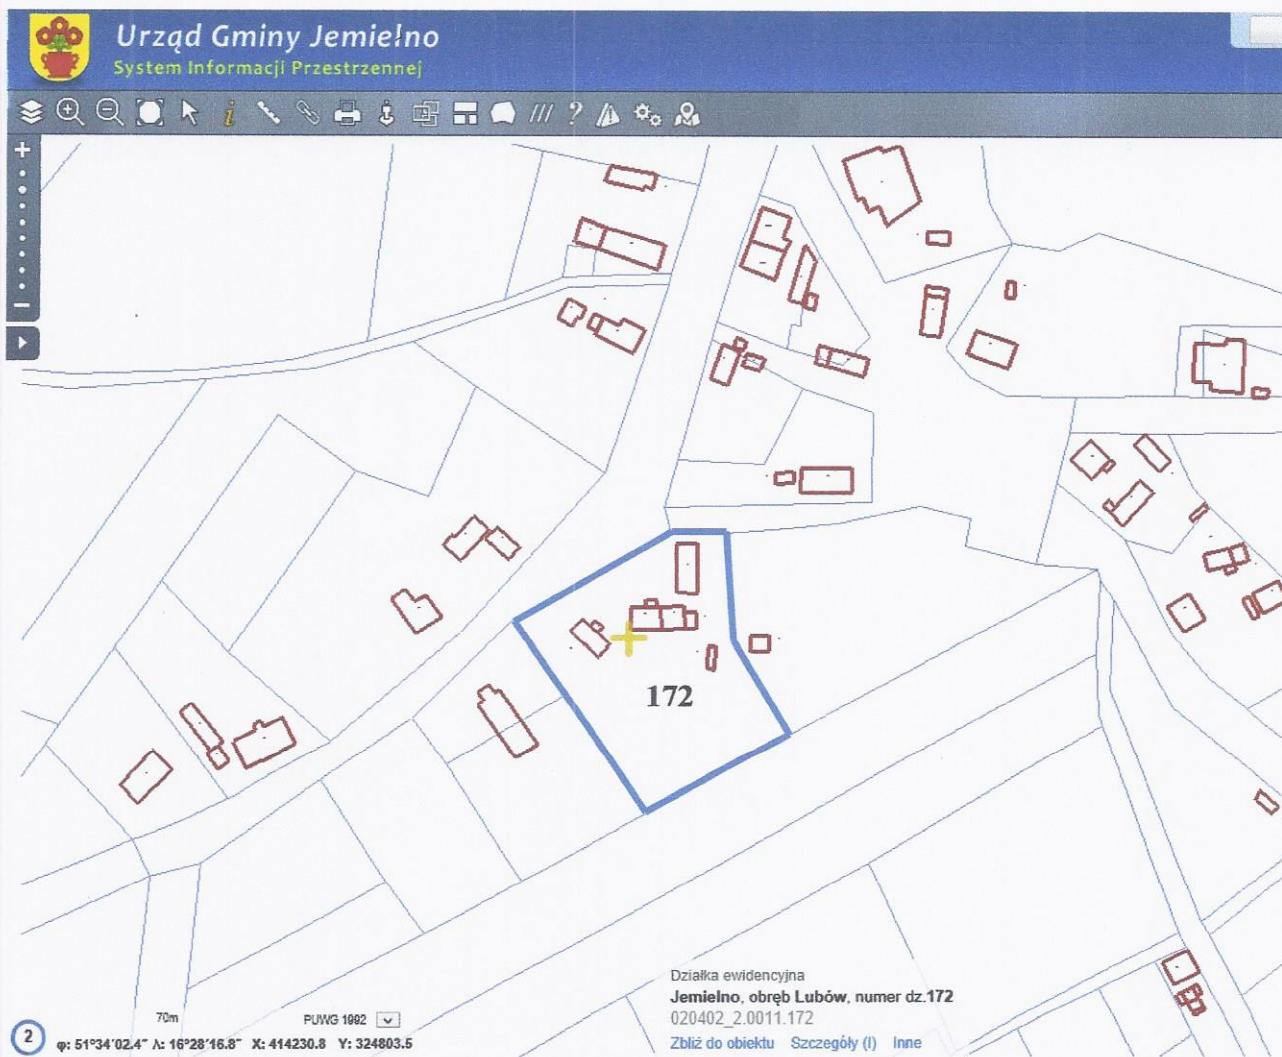 Urząd Gminy Jemielno
System Informacji Przestrzennej
172
Działka ewidencyjna
Jemielno, obręb Lubów, numer dz.172
020402_2.0011.172
Zbliż do obiektu Szczegóły (I) Inne
70m
PUWG 1992
2
φ: 51°34'02.4" Λ: 16°28'16.8" X: 414230.8 Y: 324803.5